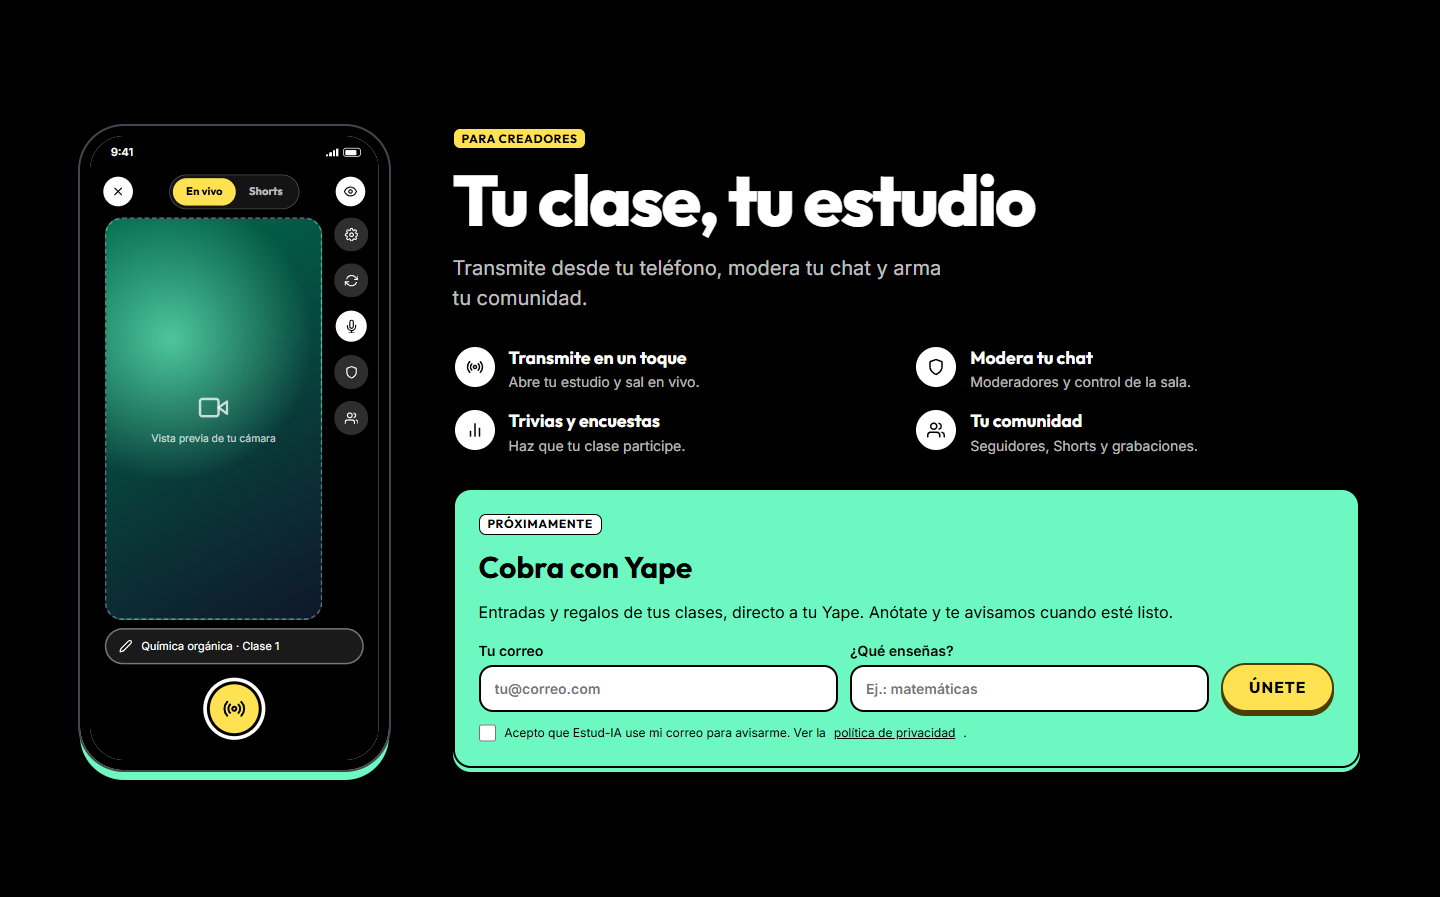 9:41
En vivo
Shorts
Vista previa de tu cámara
Química orgánica · Clase 1
PARA CREADORES
Tu clase, tu estudio
Transmite desde tu teléfono, modera tu chat y arma
tu comunidad.
Transmite en un toque
Abre tu estudio y sal en vivo.
Modera tu chat
Moderadores y control de la sala.
Trivias y encuestas
Haz que tu clase participe.
Tu comunidad
Seguidores, Shorts y grabaciones.
PRÓXIMAMENTE
Cobra con Yape
Entradas y regalos de tus clases, directo a tu Yape. Anótate y te avisamos cuando esté listo.
Tu correo
tu@correo.com
¿Qué enseñas?
Ej.: matemáticas
ÚNETE
Acepto que Estud-IA use mi correo para avisarme. Ver la política de privacidad .